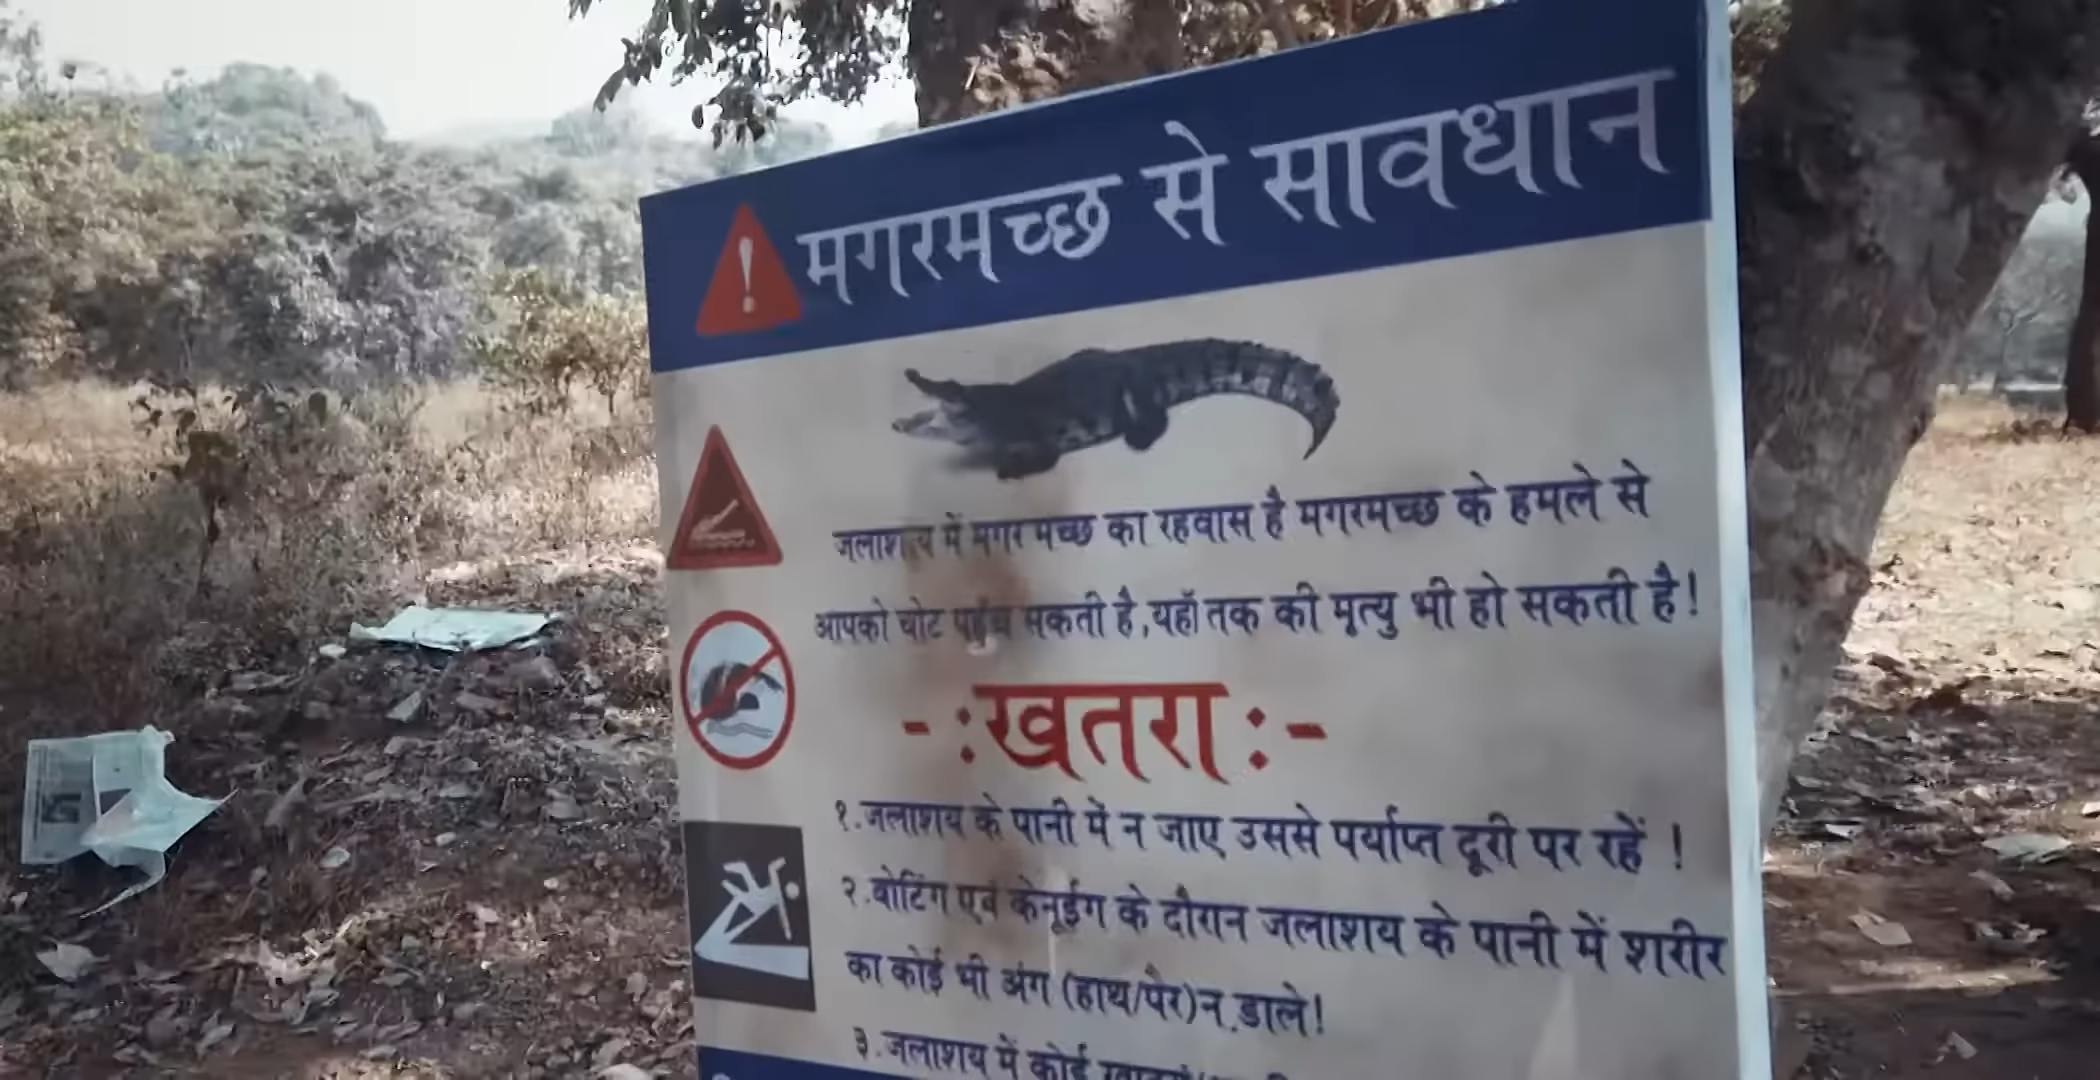 मगरमच्छ से सावधान
जलाशय में मगर मच्छ का रहवास है मगरमच्छ के हमले से
आपको चोट पहुँच सकती है,यहाँ तक की मृत्यु भी हो सकती है!
-:खतरा:-
१.जलाशय के पानी में न जाए उससे पर्याप्त दूरी पर रहें !
२.बोटिंग एवं केनूईंग के दौरान जलाशय के पानी में शरीर
का कोई भी अंग (हाथ/पैर)न डाले!
३.जलाशय में कोई